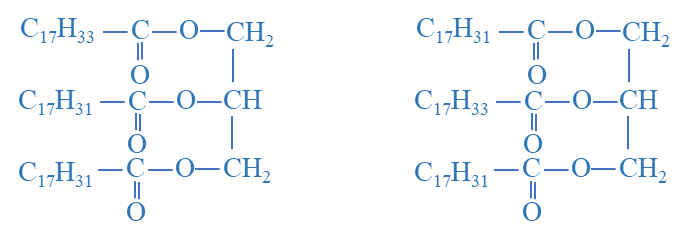 C₁₇H₃₃ — C — O — CH₂ C₁₇H₃₁ — C — O — CH₂
O O
C₁₇H₃₁ — C — O — CH C₁₇H₃₃ — C — O — CH
O O
C₁₇H₃₁ — C — O — CH₂ C₁₇H₃₁ — C — O — CH₂
O O